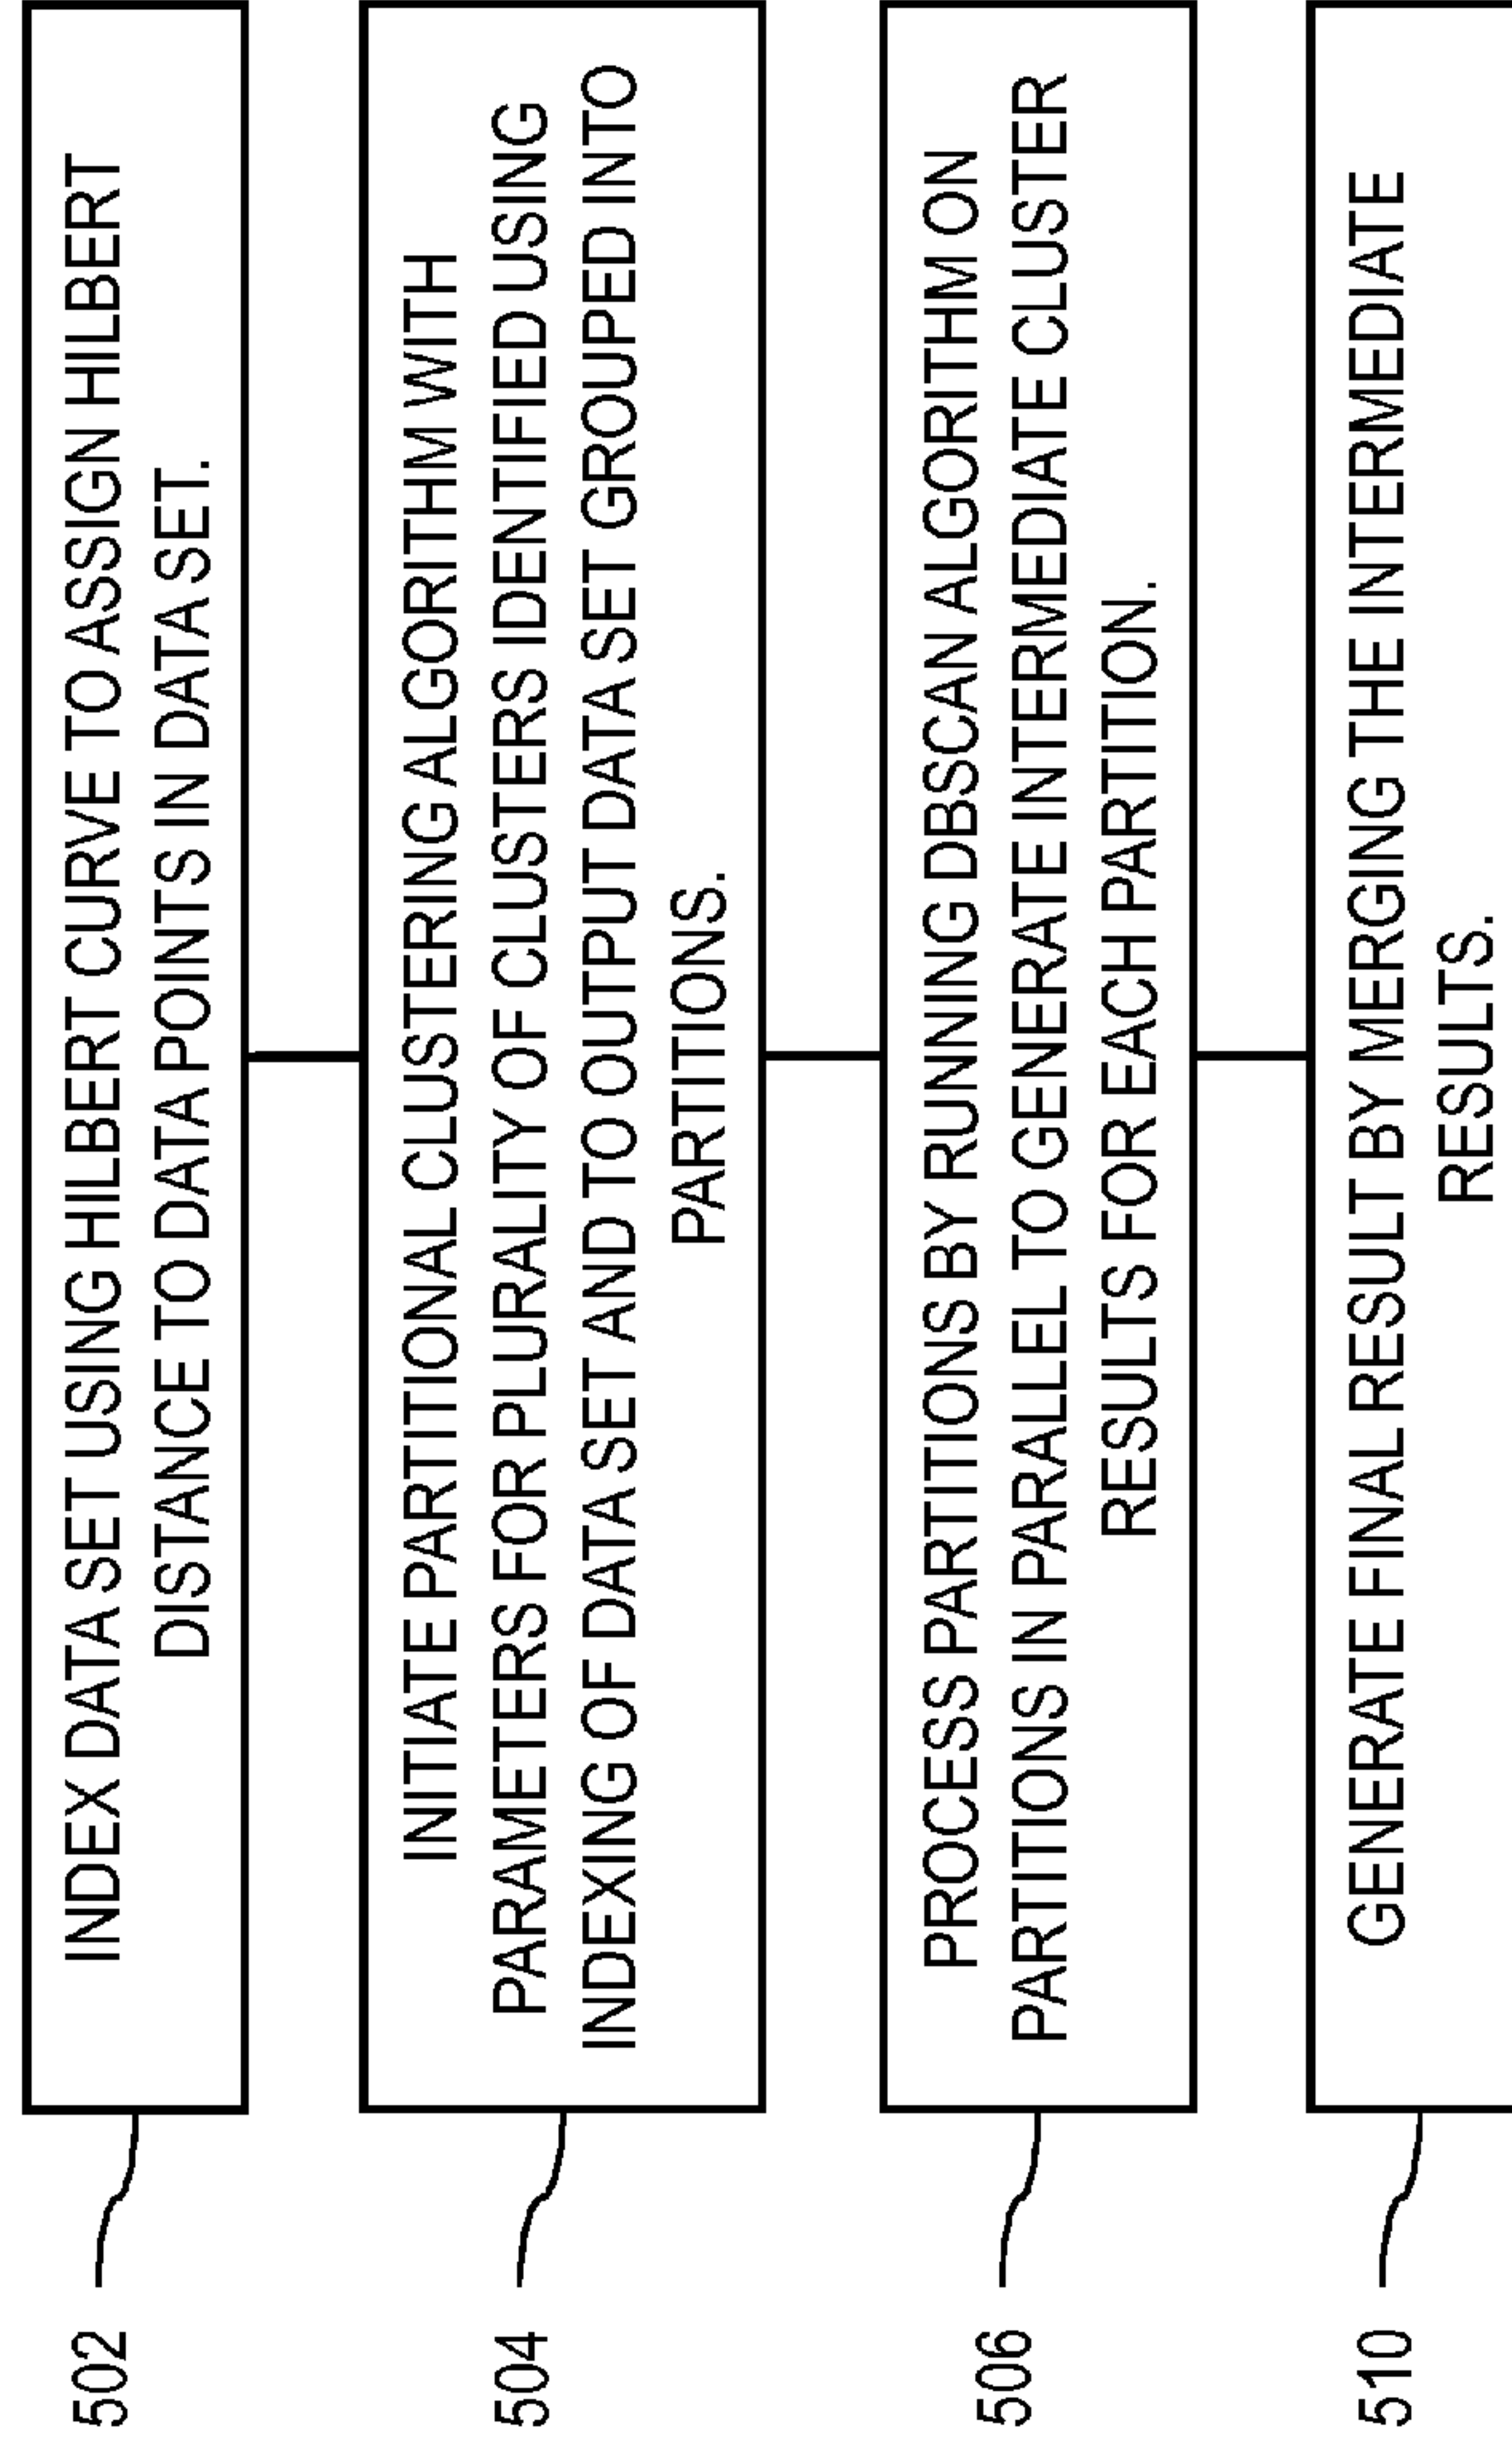 INDEX DATA SET USING HILBERT CURVE TO ASSIGN HILBERT
DISTANCE TO DATA POINTS IN DATA SET.
502
INITIATE PARTITIONAL CLUSTERING ALGORITHM WITH
PARAMETERS FOR PLURALITY OF CLUSTERS IDENTIFIED USING
INDEXING OF DATA SET AND TO OUTPUT DATA SET GROUPED INTO
PARTITIONS.
504
PROCESS PARTITIONS BY RUNNING DBSCAN ALGORITHM ON
PARTITIONS IN PARALLEL TO GENERATE INTERMEDIATE CLUSTER
RESULTS FOR EACH PARTITION.
506
GENERATE FINAL RESULT BY MERGING THE INTERMEDIATE
RESULTS.
510